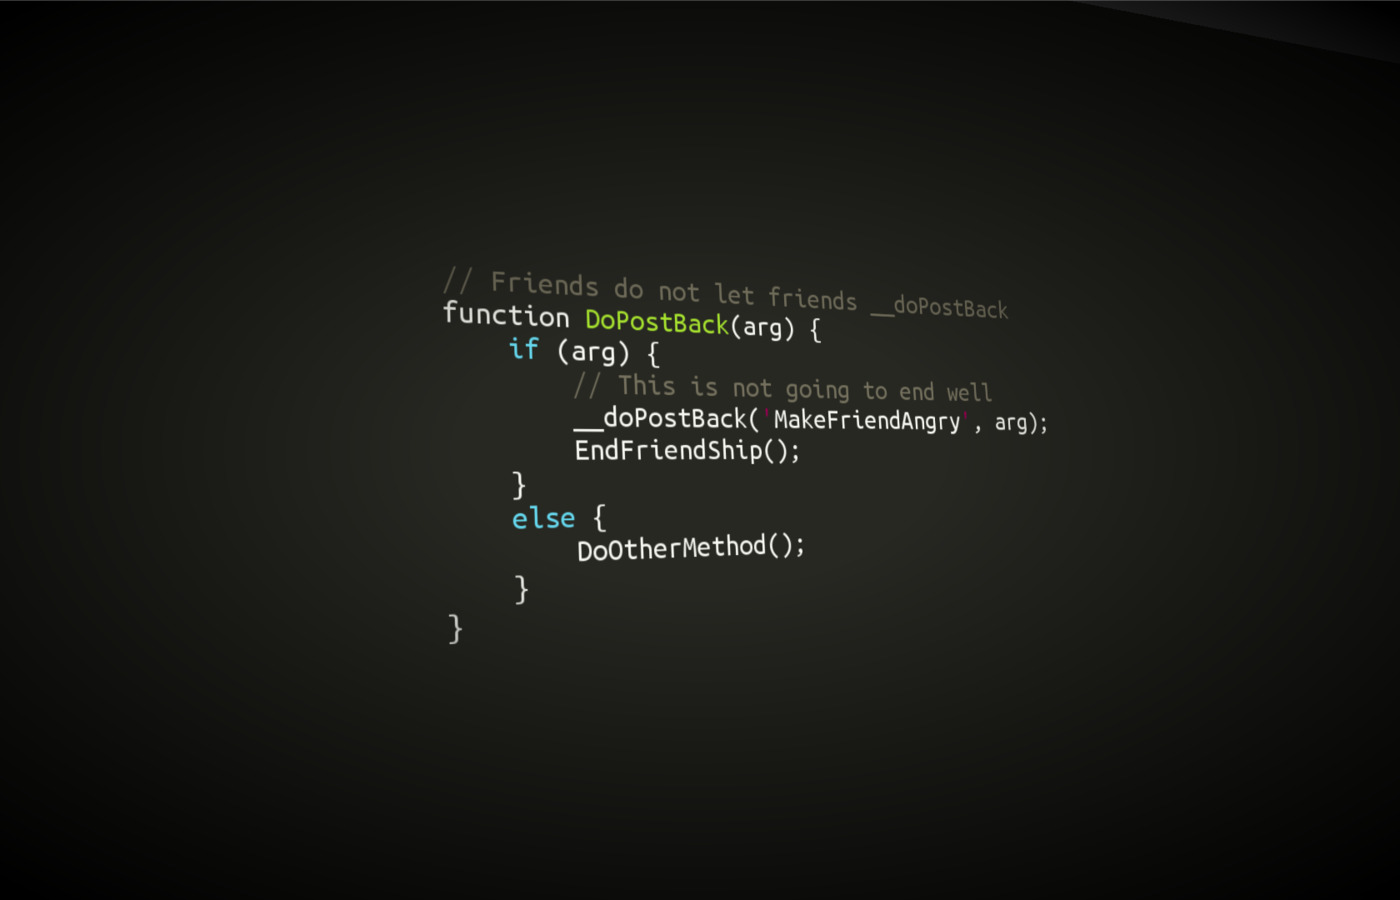 // Friends do not let friends __doPostBack
function DoPostBack(arg) {
    if (arg) {
        // This is not going to end well
        __doPostBack('MakeFriendAngry', arg);
        EndFriendShip();
    }
    else {
        DoOtherMethod();
    }
}